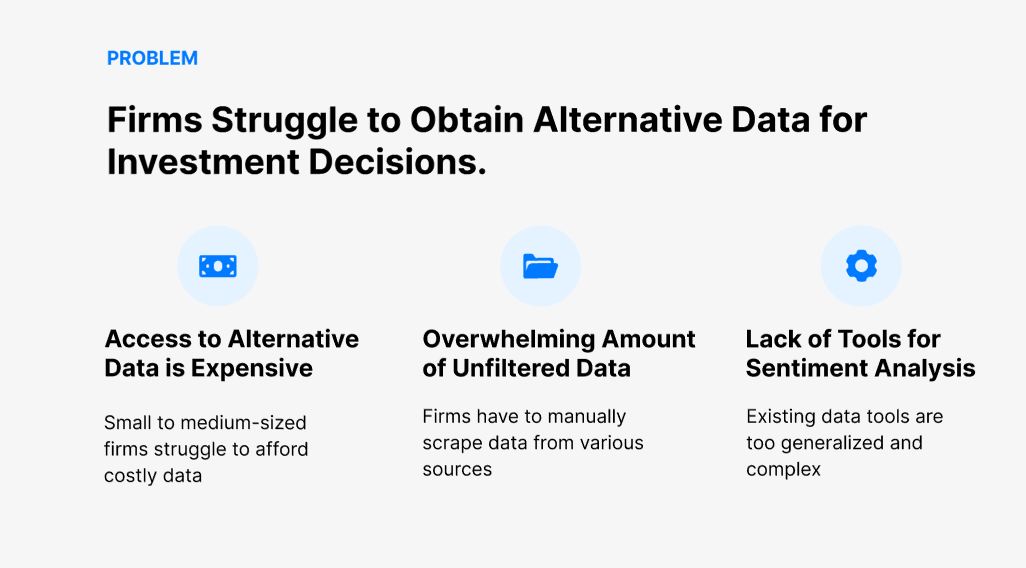 PROBLEM
Firms Struggle to Obtain Alternative Data for
Investment Decisions.
Access to Alternative
Data is Expensive
Small to medium-sized
firms struggle to afford
costly data
Overwhelming Amount
of Unfiltered Data
Firms have to manually
scrape data from various
sources
Lack of Tools for
Sentiment Analysis
Existing data tools are
too generalized and
complex